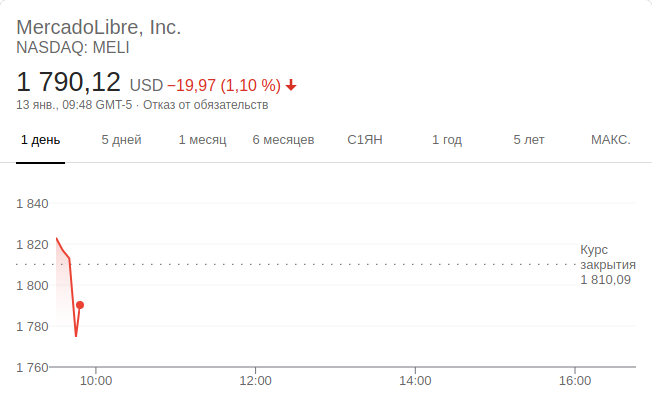 MercadoLibre, Inc.
NASDAQ: MELI
1 790,12 USD −19,97 (1,10 %)
13 янв., 09:48 GMT-5 · Отказ от обязательств
1 день 5 дней 1 месяц 6 месяцев С1ЯН 1 год 5 лет МАКС.
1 840
1 820
1 800
1 780
1 760
Курс
закрытия
1 810,09
10:00 12:00 14:00 16:00